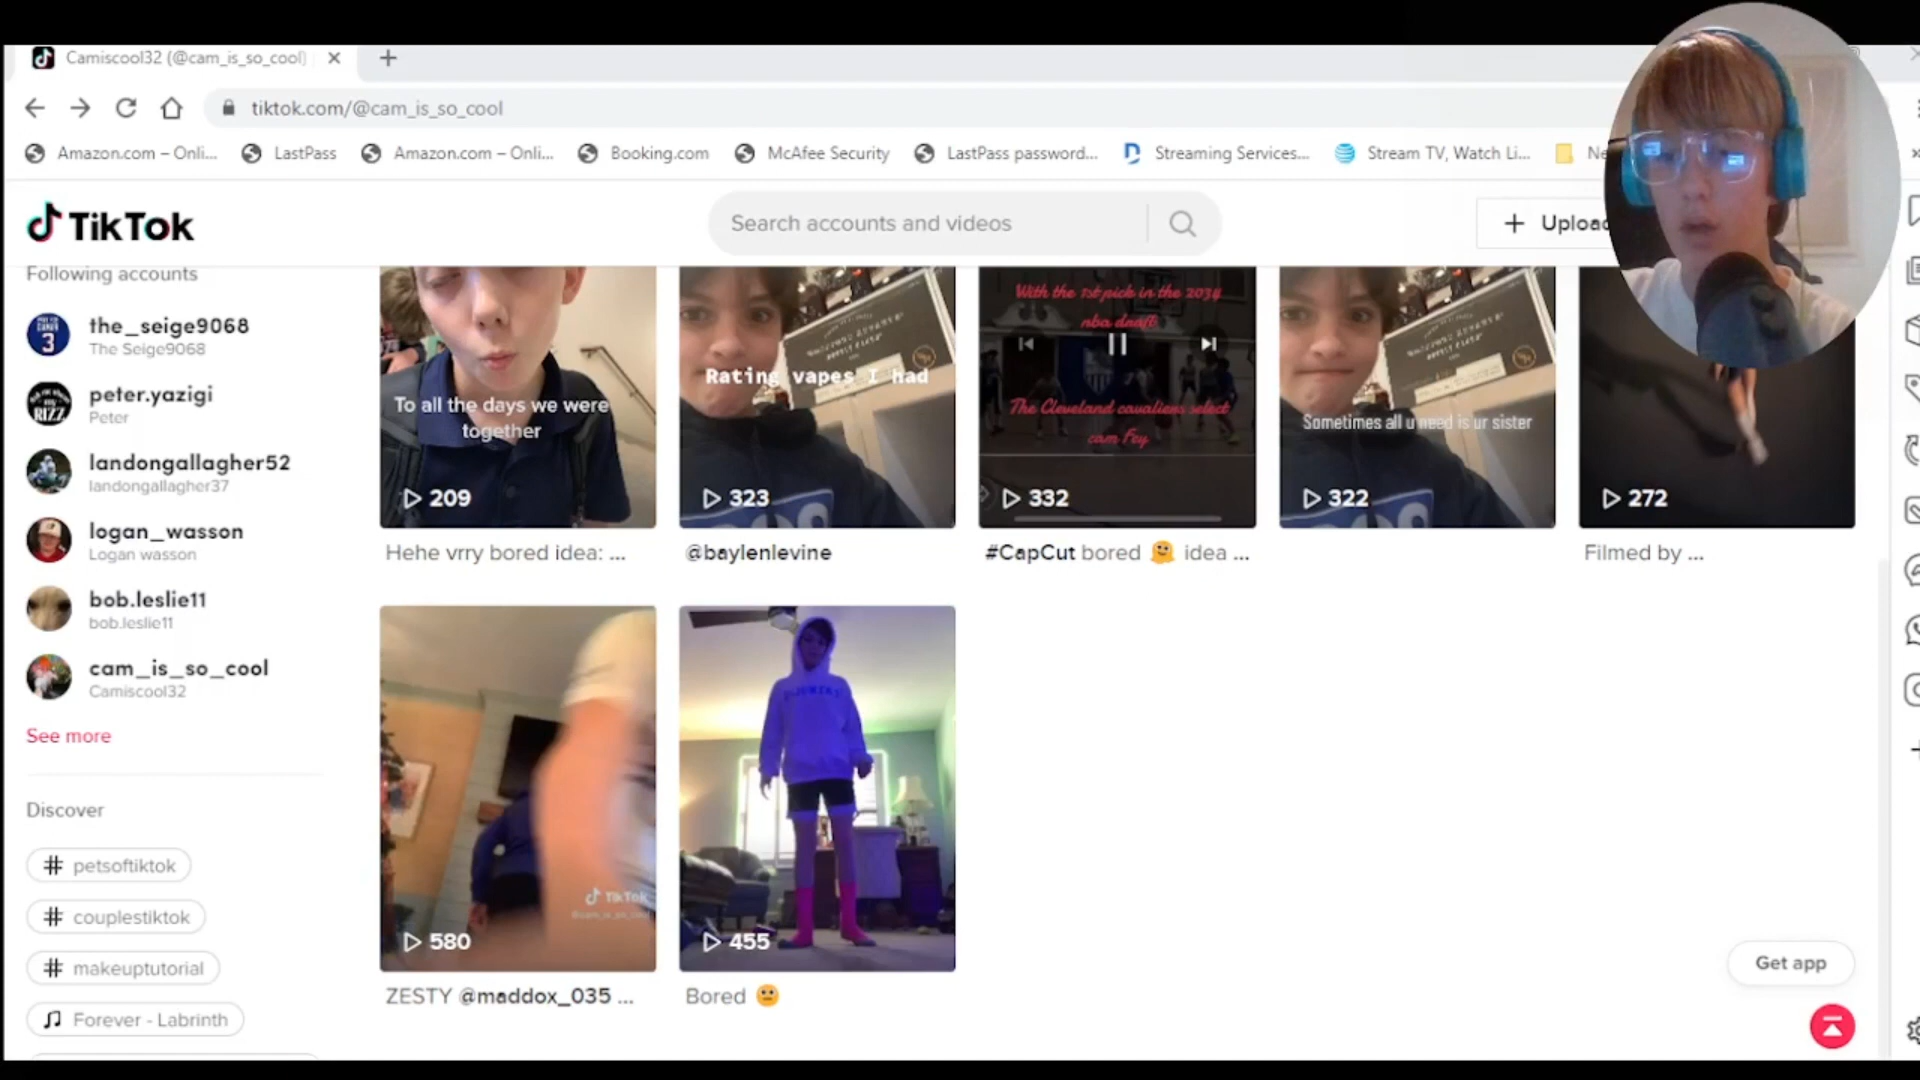 Camiscool32 (@cam_is_so_cool)
tiktok.com/@cam_is_so_cool
Amazon.com – Onli...
LastPass
Amazon.com – Onli...
Booking.com
McAfee Security
LastPass password...
Streaming Services...
Stream TV, Watch Li...
Ne
TikTok
Search accounts and videos
Upload
Following accounts
the_seige9068
The Seige9068
peter.yazigi
Peter
landongallagher52
landongallagher37
logan_wasson
Logan wasson
bob.leslie11
bob.leslie11
cam_is_so_cool
Camiscool32
See more
Discover
# petsoftiktok
# couplestiktok
# makeuptutorial
Forever - Labrinth
To all the days we were
together
209
Hehe vrry bored idea: ...
Rating vapes I had
323
@baylenlevine
With the 1st pick in the 2034
nba draft
The Cleveland cavaliers select
cam Fey
332
#CapCut bored 🫠 idea ...
Sometimes all u need is ur sister
322
272
Filmed by ...
TikTok
580
ZESTY @maddox_035 ...
455
Bored 😐
Get app